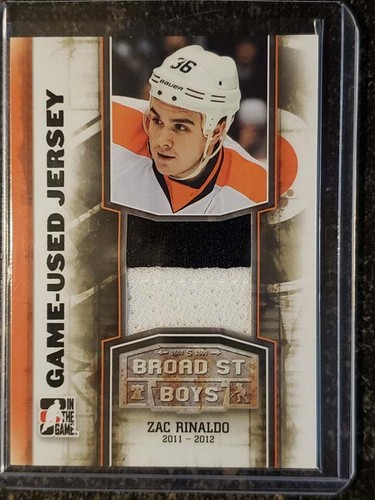 GAME-USED JERSEY
36
BAUER
BROAD ST
BOYS
ZAC RINALDO
2011 - 2012
IN
THE
GAME